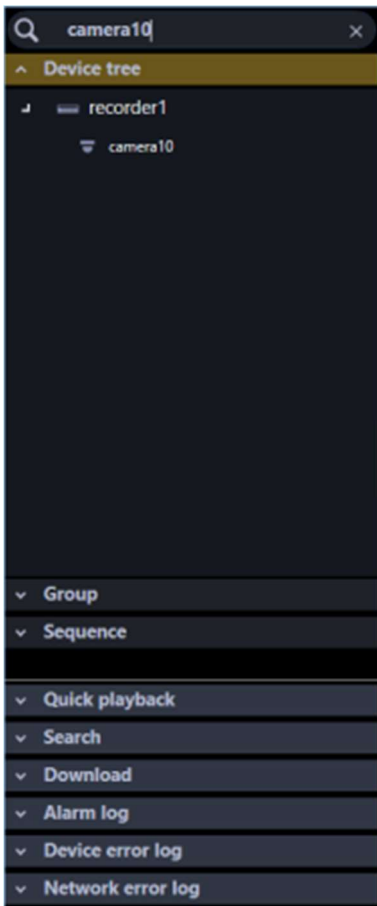 camera10
Device tree
recorder1
camera10
Group
Sequence
Quick playback
Search
Download
Alarm log
Device error log
Network error log